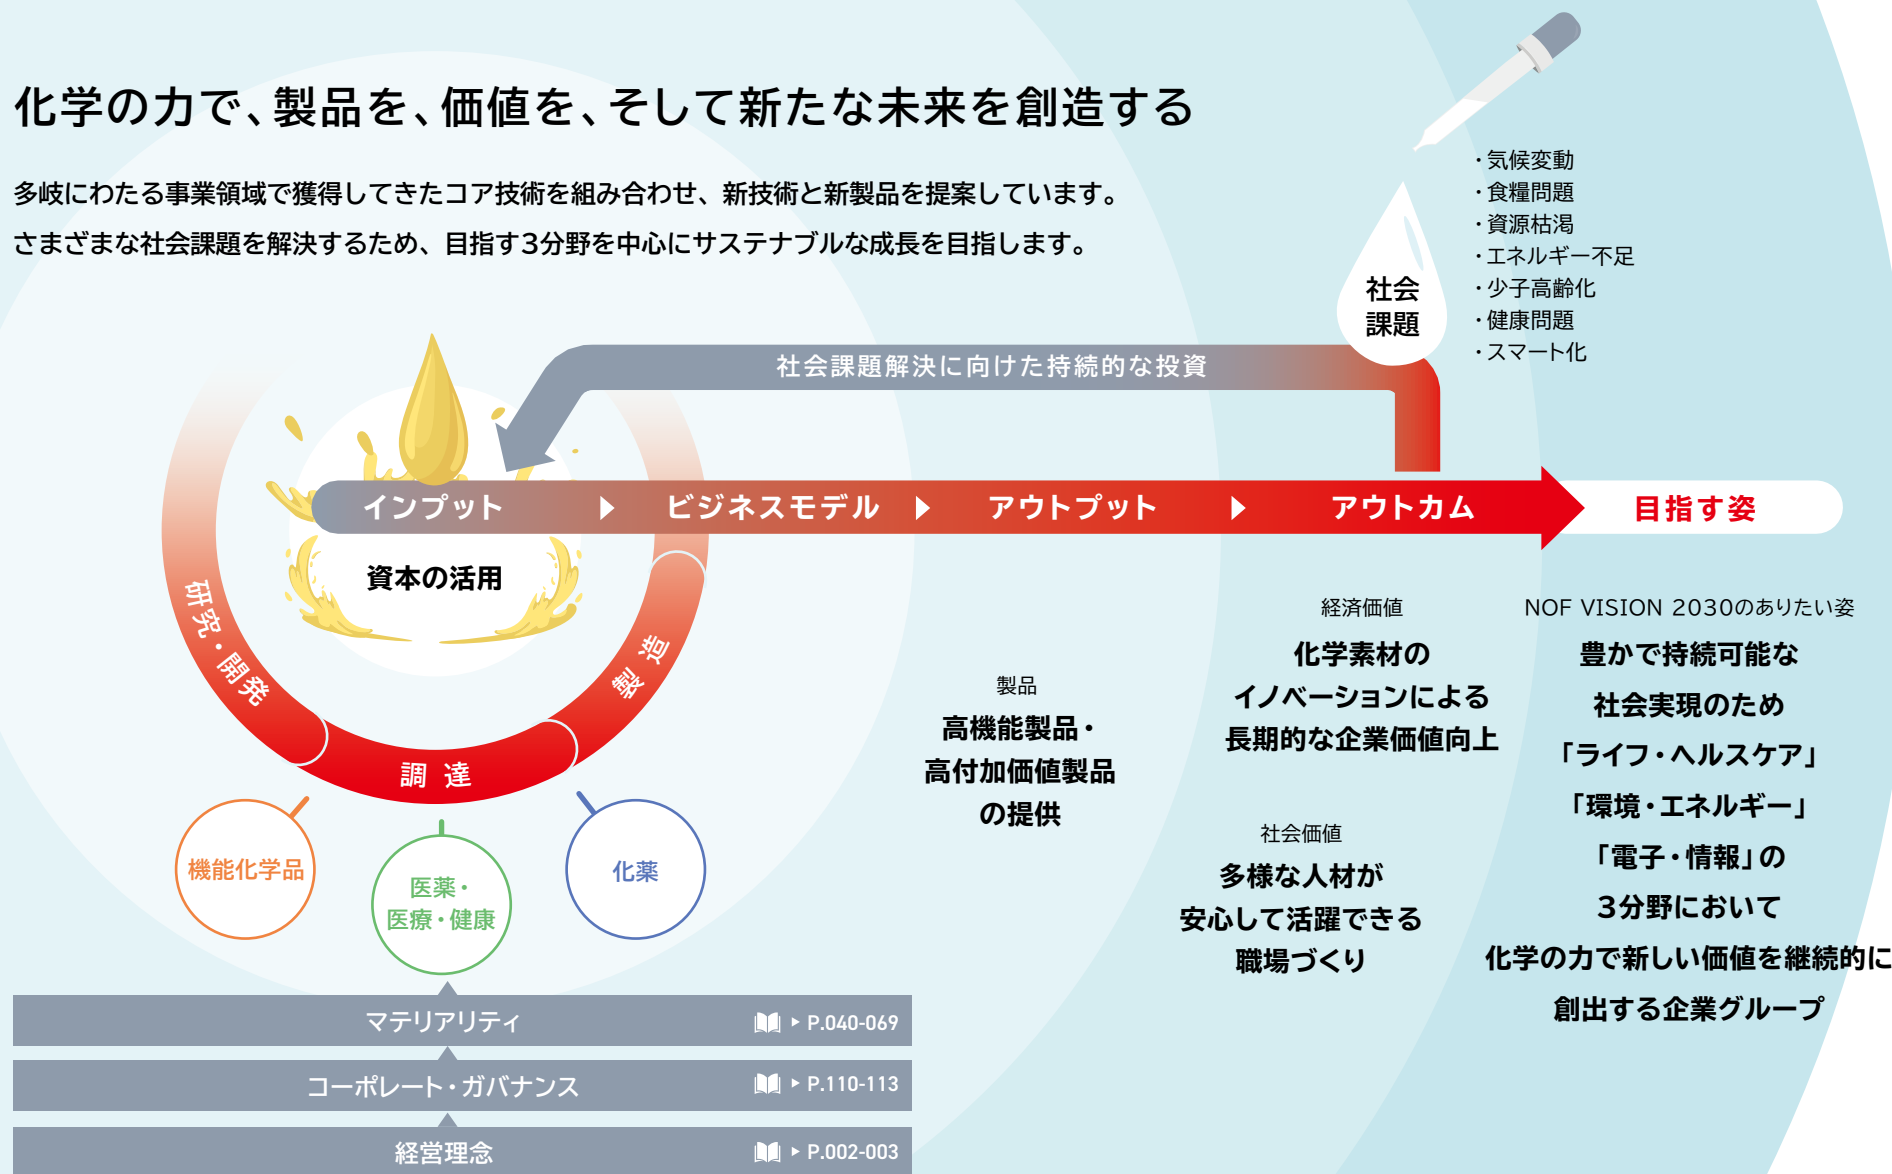 化学の力で、製品を、価値を、そして新たな未来を創造する
多岐にわたる事業領域で獲得してきたコア技術を組み合わせ、新技術と新製品を提案しています。
さまざまな社会課題を解決するため、目指す3分野を中心にサステナブルな成長を目指します。
社会
課題
・気候変動
・食糧問題
・資源枯渇
・エネルギー不足
・少子高齢化
・健康問題
・スマート化
社会課題解決に向けた持続的な投資
インプット
ビジネスモデル
アウトプット
アウトカム
目指す姿
資本の活用
研究・開発
調達
製造
機能化学品
医薬・
医療・健康
化薬
製品
高機能製品・
高付加価値製品
の提供
経済価値
化学素材の
イノベーションによる
長期的な企業価値向上
社会価値
多様な人材が
安心して活躍できる
職場づくり
NOF VISION 2030のありたい姿
豊かで持続可能な
社会実現のため
「ライフ・ヘルスケア」
「環境・エネルギー」
「電子・情報」の
3分野において
化学の力で新しい価値を継続的に
創出する企業グループ
マテリアリティ P.040-069
コーポレート・ガバナンス P.110-113
経営理念 P.002-003